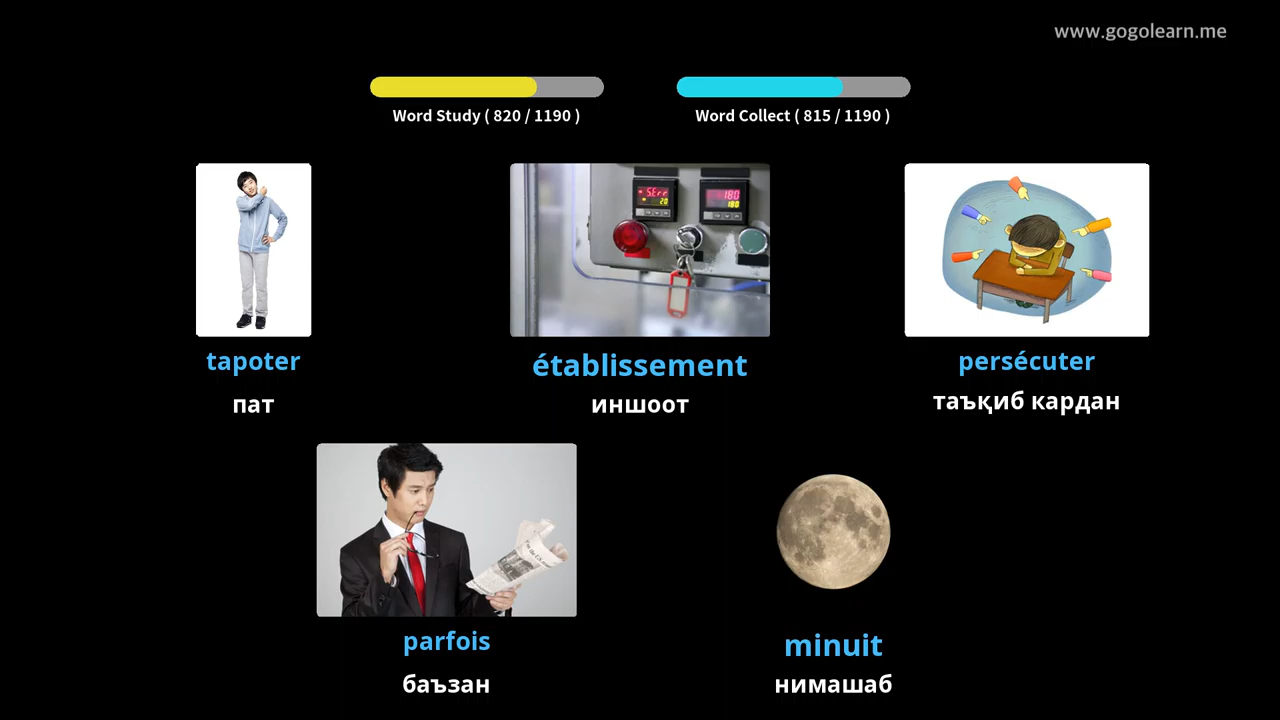 www.gogolearn.me
Word Study ( 820 / 1190 )
Word Collect ( 815 / 1190 )
tapoter
пат
établissement
иншоот
persécuter
таъқиб кардан
parfois
баъзан
minuit
нимашаб